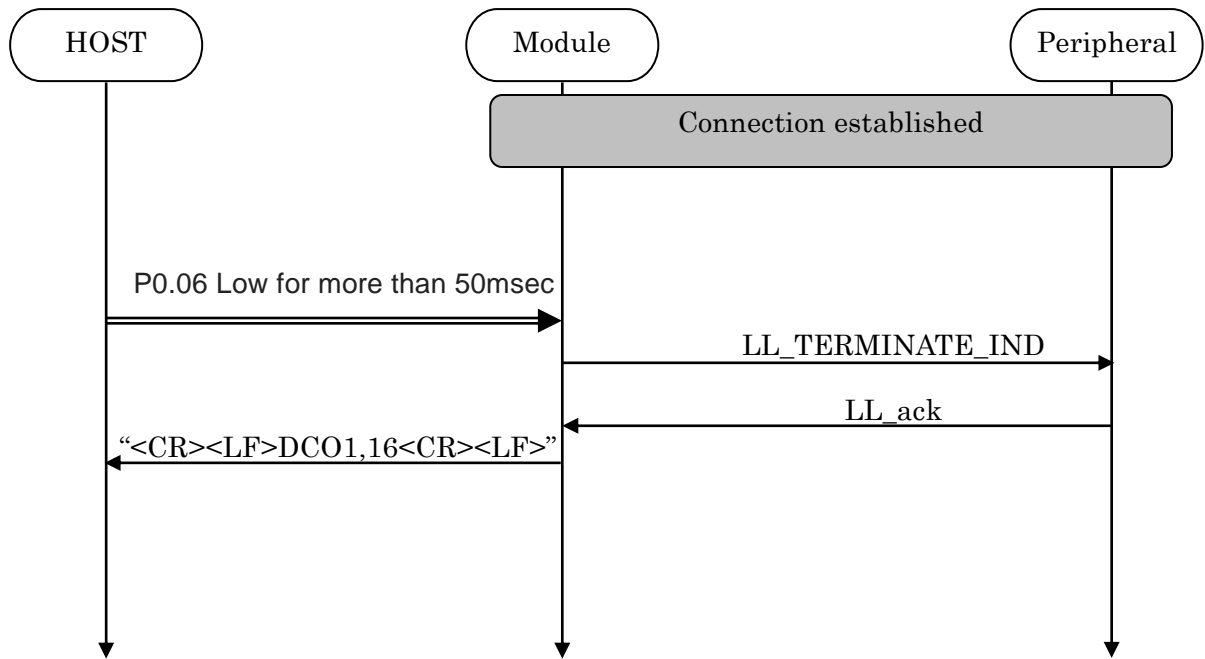 HOST
Module
Peripheral
Connection established
P0.06 Low for more than 50msec
LL_TERMINATE_IND
LL_ack
“<CR><LF>DCO1,16<CR><LF>”